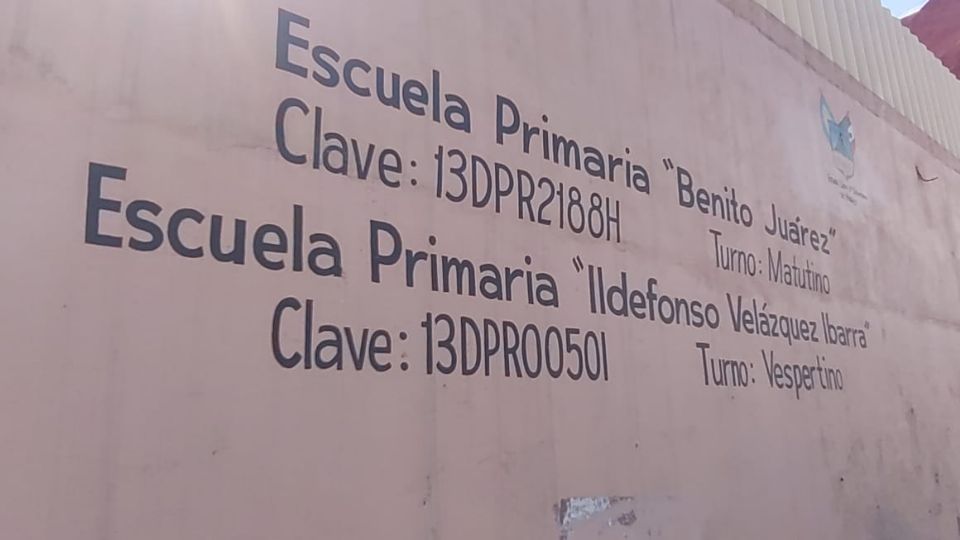 Escuela Primaria "Benito Juárez"
Clave: 13DPR2188H Turno: Matutino
Escuela Primaria "Ildefonso Velázquez Ibarra"
Clave: 13DPR0050I Turno: Vespertino